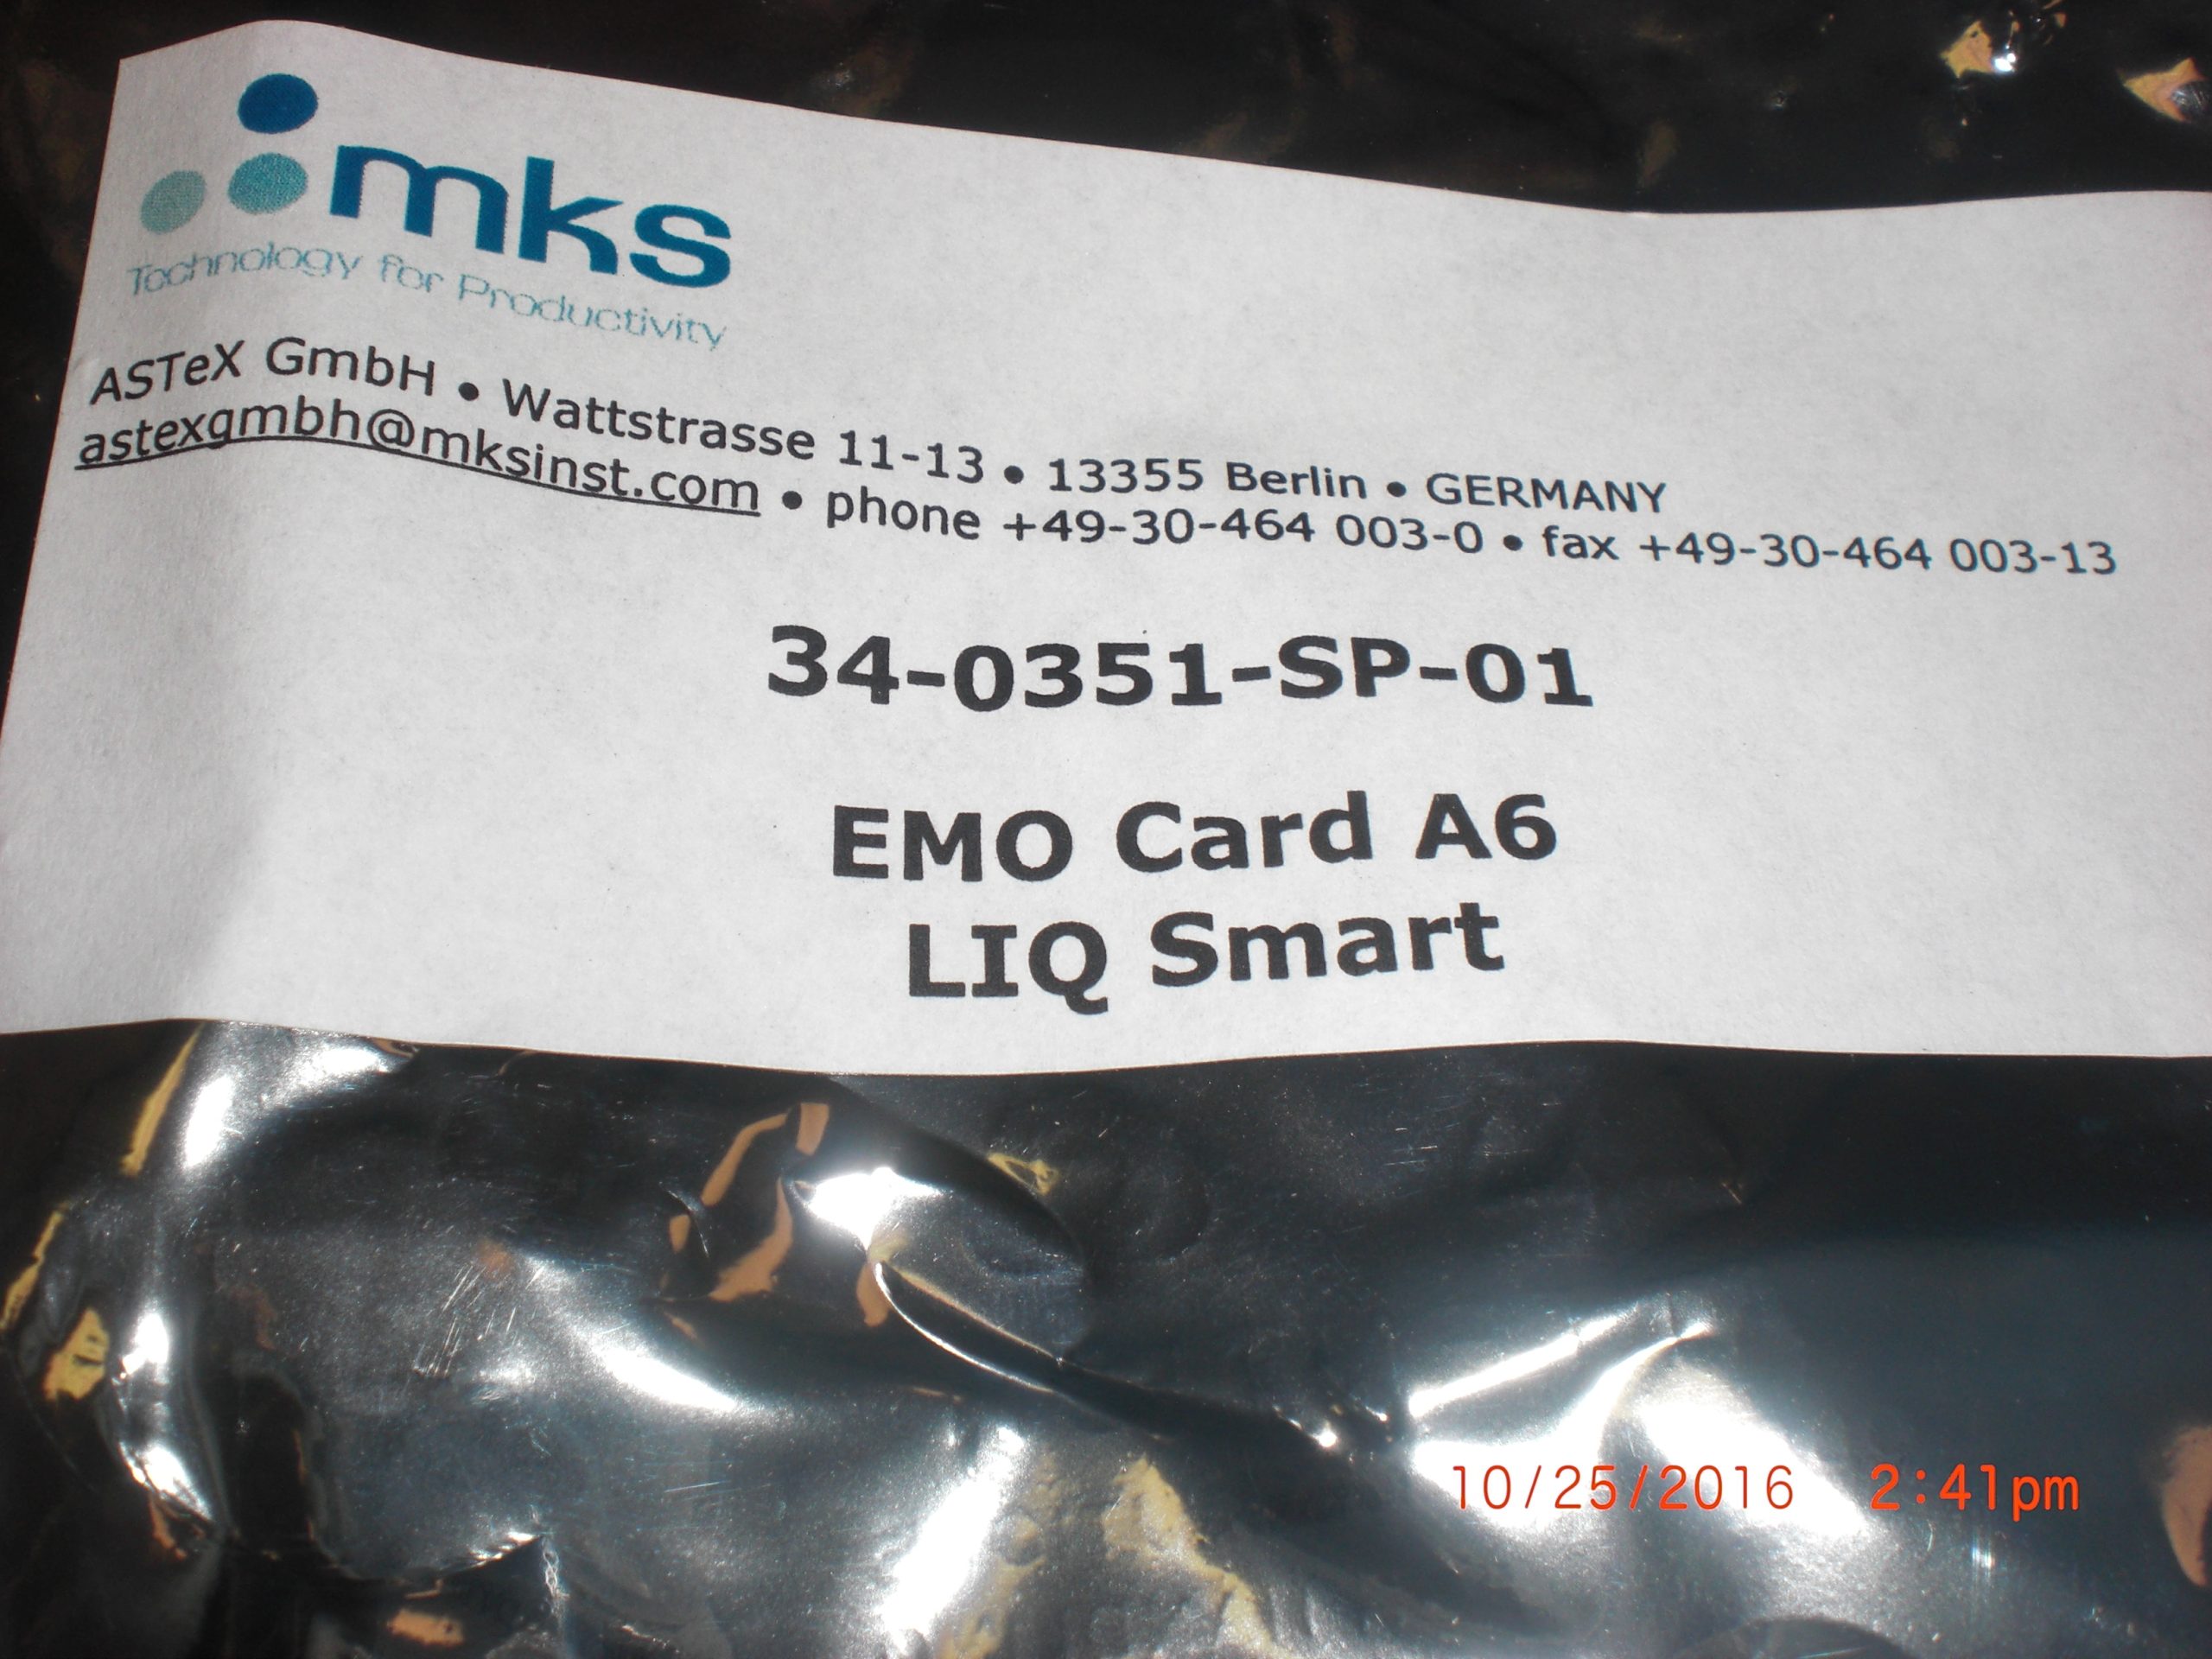 mks
Technology for Productivity
ASTeX GmbH • Wattstrasse 11-13 • 13355 Berlin • GERMANY
astexgmbh@mksinst.com • phone +49-30-464 003-0 • fax +49-30-464 003-13
34-0351-SP-01
EMO Card A6
LIQ Smart
10/25/2016 2:41pm